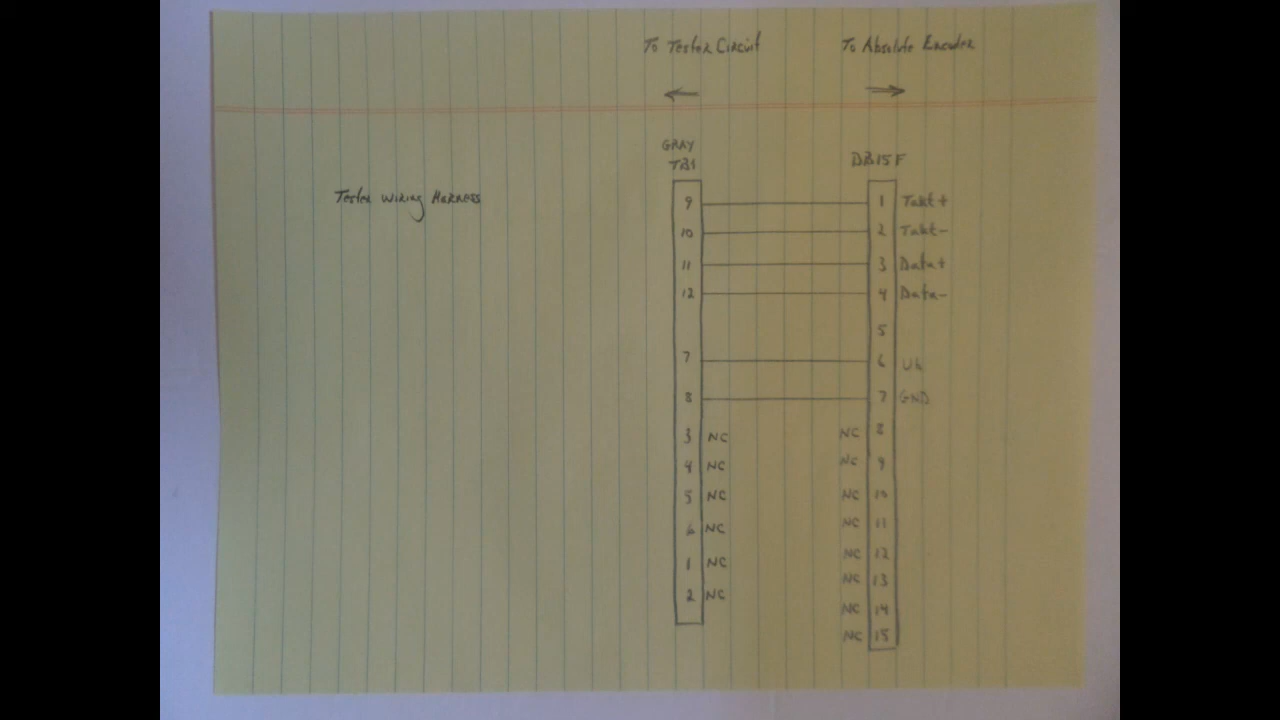 To Tester Circuit To Absolute Encoder
GRAY
TB1 DB15F
Tester Wiring Harness
9 1 Takt+
10 2 Takt-
11 3 Data+
12 4 Data-
5
7 6 Ub
8 7 GND
3 NC NC 8
4 NC NC 9
5 NC NC 10
6 NC NC 11
1 NC NC 12
NC 13
2 NC NC 14
NC 15